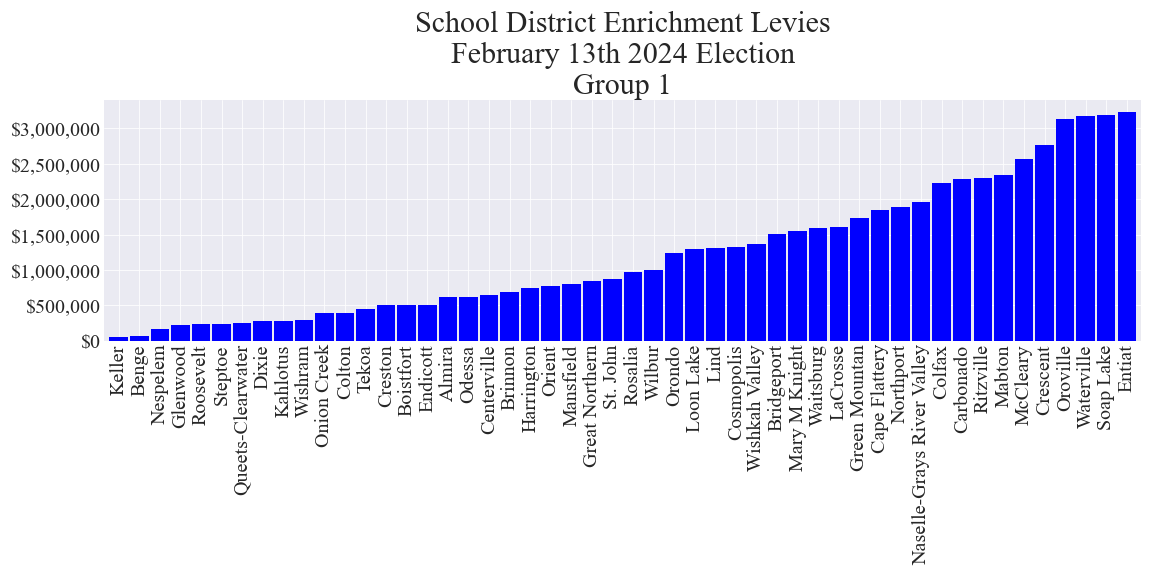 School District Enrichment Levies
February 13th 2024 Election
Group 1
$3,000,000
$2,500,000
$2,000,000
$1,500,000
$1,000,000
$500,000
$0
Keller
Benge
Nespelem
Glenwood
Roosevelt
Steptoe
Queets-Clearwater
Dixie
Kahlotus
Wishram
Onion Creek
Colton
Tekoa
Creston
Boistfort
Endicott
Almira
Odessa
Centerville
Brinnon
Harrington
Orient
Mansfield
Great Northern
St. John
Rosalia
Wilbur
Orondo
Loon Lake
Lind
Cosmopolis
Wishkah Valley
Bridgeport
Mary M Knight
Waitsburg
LaCrosse
Green Mountain
Cape Flattery
Northport
Naselle-Grays River Valley
Colfax
Carbonado
Ritzville
Mabton
McCleary
Crescent
Oroville
Waterville
Soap Lake
Entiat